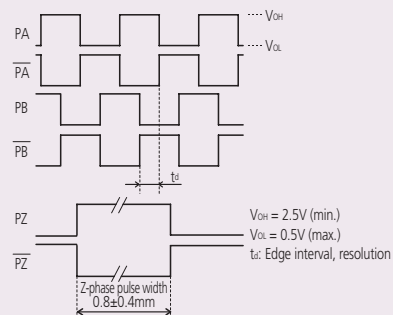 PA
VOH
VOL
PA
PB
PB
td
PZ
PZ
VOH = 2.5V (min.)
VOL = 0.5V (max.)
td: Edge interval, resolution
Z-phase pulse width
0.8±0.4mm